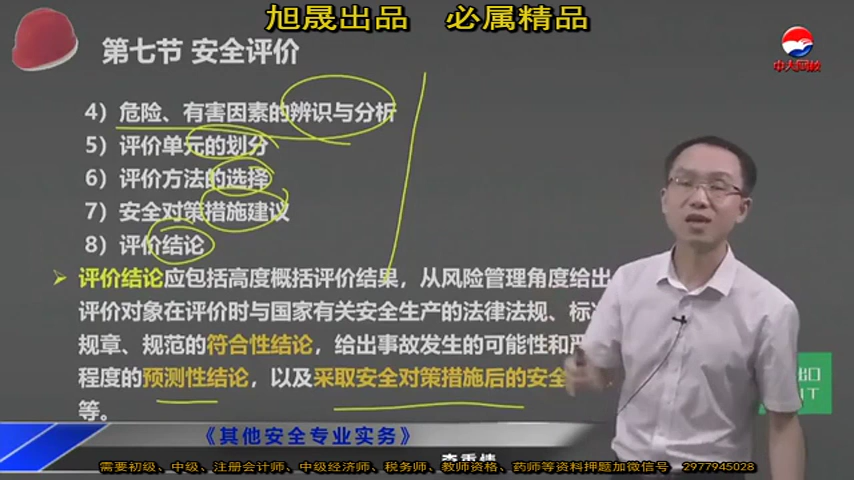 旭晟出品 必属精品
第七节 安全评价
中大网校
4）危险、有害因素的辨识与分析
5）评价单元的划分
6）评价方法的选择
7）安全对策措施建议
8）评价结论
评价结论应包括高度概括评价结果，从风险管理角度给出
评价对象在评价时与国家有关安全生产的法律法规、标准
规章、规范的符合性结论，给出事故发生的可能性和严
程度的预测性结论，以及采取安全对策措施后的安全
等。
出口
《其他安全专业实务》
需要初级、中级、注册会计师、中级经济师、税务师、教师资格、药师等资料押题加微信号 2977945028